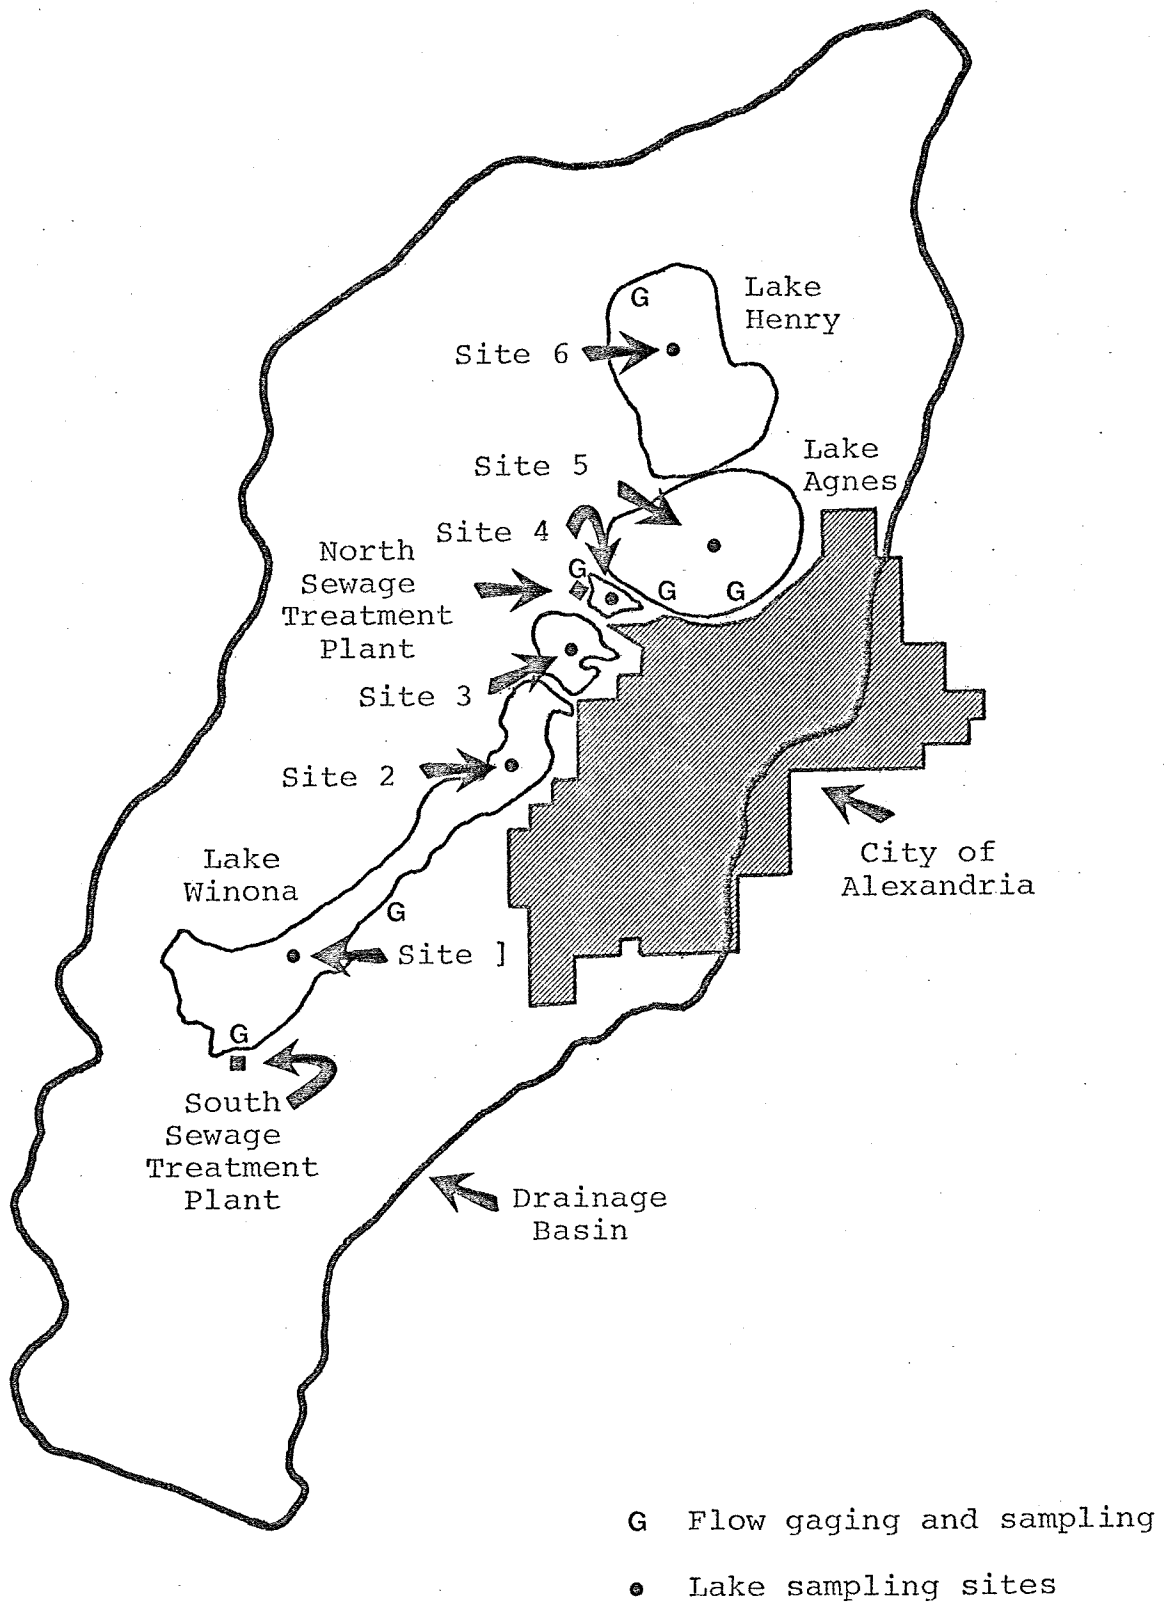 Lake
Henry
G
Site 6
Lake
Agnes
Site 5
Site 4
North
Sewage
Treatment
Plant
G
G
G
Site 3
Site 2
City of
Alexandria
Lake
Winona
G
Site ]
G
South
Sewage
Treatment
Plant
Drainage
Basin
G Flow gaging and sampling
Lake sampling sites